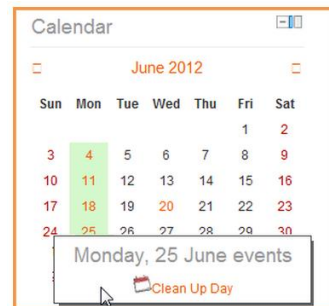 Calendar
June 2012
Sun Mon Tue Wed Thu Fri Sat
1 2
3 4 5 6 7 8 9
10 11 12 13 14 15 16
17 18 19 20 21 22 23
24 25 26 27 28 29 30
Monday, 25 June events
Clean Up Day